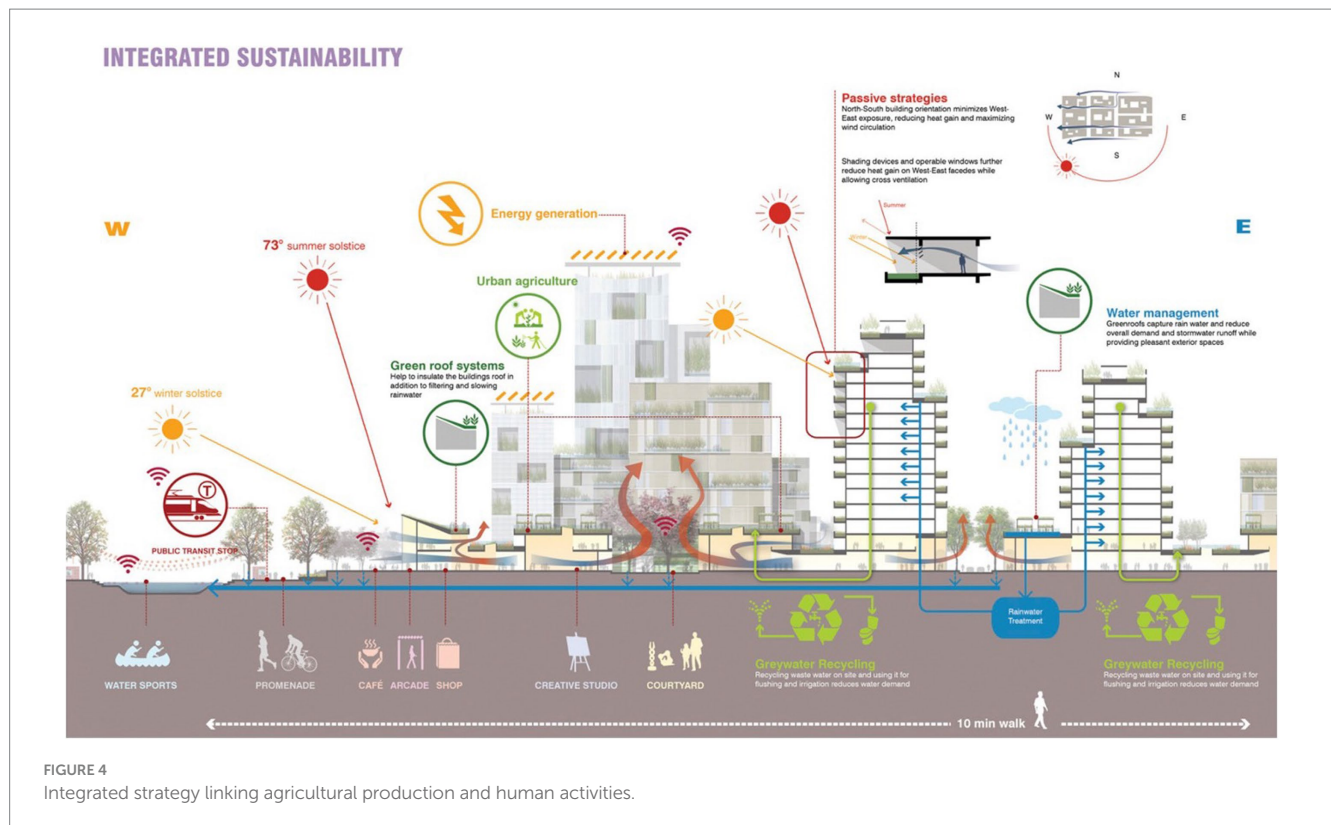 INTEGRATED SUSTAINABILITY
Passive strategies
North-South building orientation minimizes West-
East exposure, reducing heat gain and maximizing
wind circulation
Shading devices and operable windows further
reduce heat gain on West-East facedes while
allowing cross ventilation
N
W
E
S
Summer
W
E
Energy generation
73° summer solstice
Urban agriculture
Green roof systems
Help to insulate the buildings roof in
addition to filtering and slowing
rainwater
Water management
Greenroofs capture rain water and reduce
overall demand and stormwater runoff while
providing pleasant exterior spaces
27° winter solstice
T
PUBLIC TRANSIT STOP
Rainwater
Treatment
WATER SPORTS
PROMENADE
CAFÉ
ARCADE
SHOP
CREATIVE STUDIO
COURTYARD
Greywater Recycling
Recycling waste water on site and using it for
flushing and irrigation reduces water demand
Greywater Recycling
Recycling waste water on site and using it for
flushing and irrigation reduces water demand
10 min walk
FIGURE 4
Integrated strategy linking agricultural production and human activities.